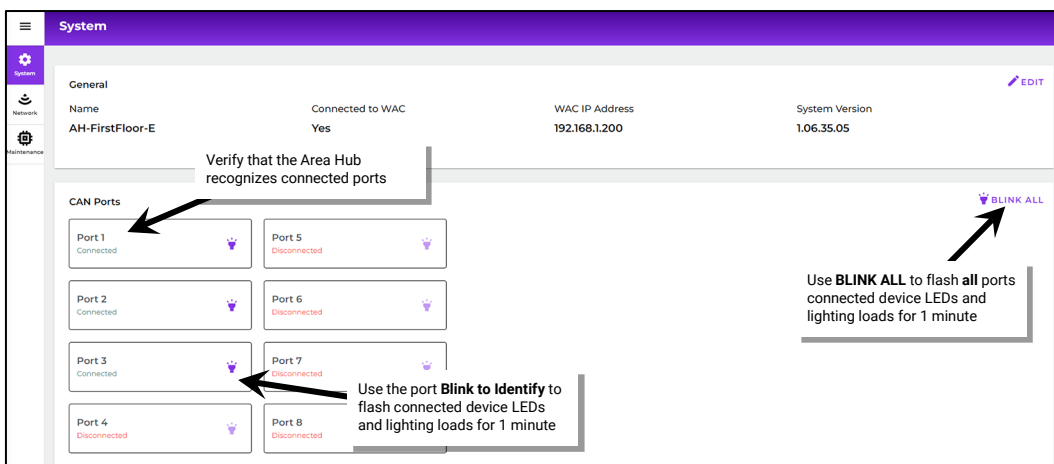 System
System
Network
Maintenance
General
EDIT
Name
Connected to WAC
WAC IP Address
System Version
AH-FirstFloor-E
Yes
192.168.1.200
1.06.35.05
Verify that the Area Hub
recognizes connected ports
CAN Ports
BLINK ALL
Port 1
Connected
Port 5
Disconnected
Use BLINK ALL to flash all ports
connected device LEDs and
lighting loads for 1 minute
Port 2
Connected
Port 6
Disconnected
Port 3
Connected
Port 7
Disconnected
Use the port Blink to Identify to
flash connected device LEDs
and lighting loads for 1 minute
Port 4
Disconnected
Port 8
Disconnected